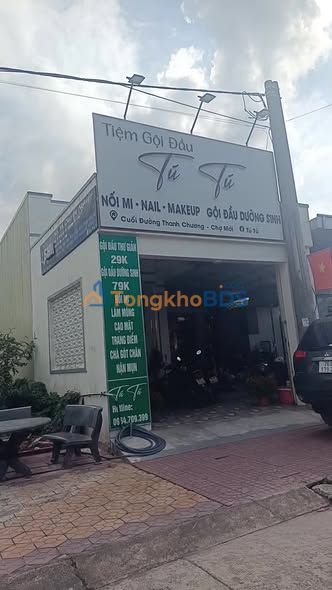 Tiệm Gội Đầu
Tú Tú
NỐI MI - NAIL - MAKEUP GỘI ĐẦU DƯỠNG SINH
Cuối Đường Thanh Chương - Chợ Mới Tú Tú
GỘI ĐẦU THƯ GIÃN
29K
GỘI ĐẦU DƯỠNG SINH
79K
TongkhoBDS
LÀM MÓNG
CẠO MẶT
TRANG ĐIỂM
CHÀ GÓT CHÂN
NẶN MỤN
Tú Tú